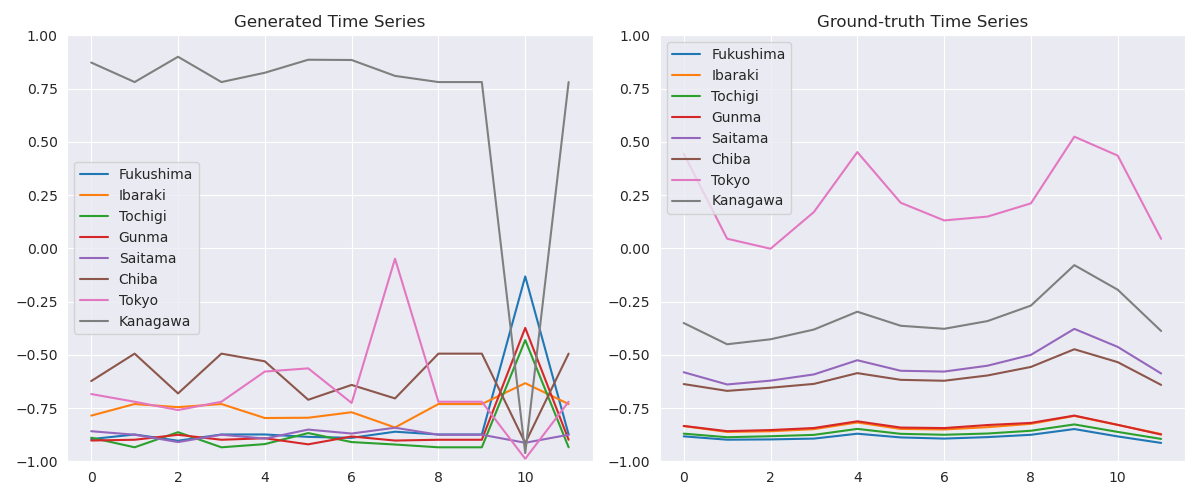 Generated Time Series
1.00
0.75
0.50
0.25
0.00
−0.25
−0.50
−0.75
−1.00
0 2 4 6 8 10
Fukushima
Ibaraki
Tochigi
Gunma
Saitama
Chiba
Tokyo
Kanagawa
Ground-truth Time Series
1.00
0.75
0.50
0.25
0.00
−0.25
−0.50
−0.75
−1.00
0 2 4 6 8 10
Fukushima
Ibaraki
Tochigi
Gunma
Saitama
Chiba
Tokyo
Kanagawa